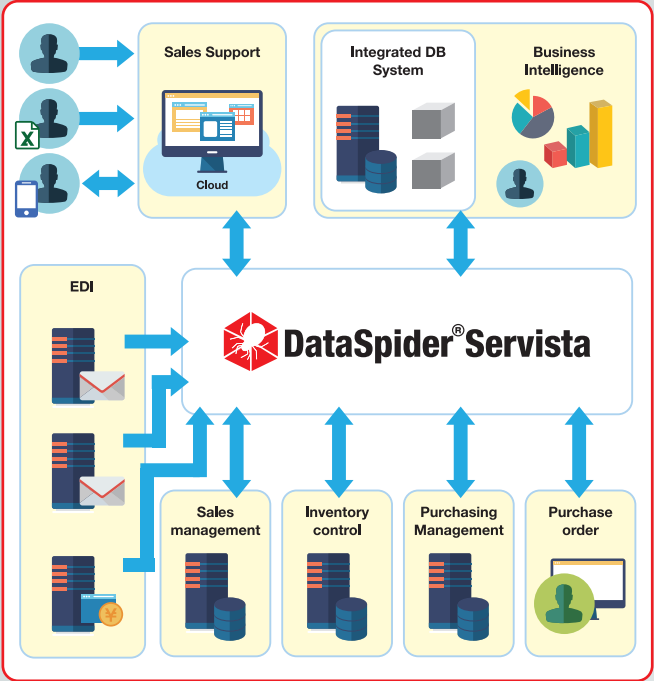 Sales Support
Cloud
X
Integrated DB
System
Business
Intelligence
EDI
¥
DataSpider®Servista
Sales
management
Inventory
control
Purchasing
Management
Purchase
order